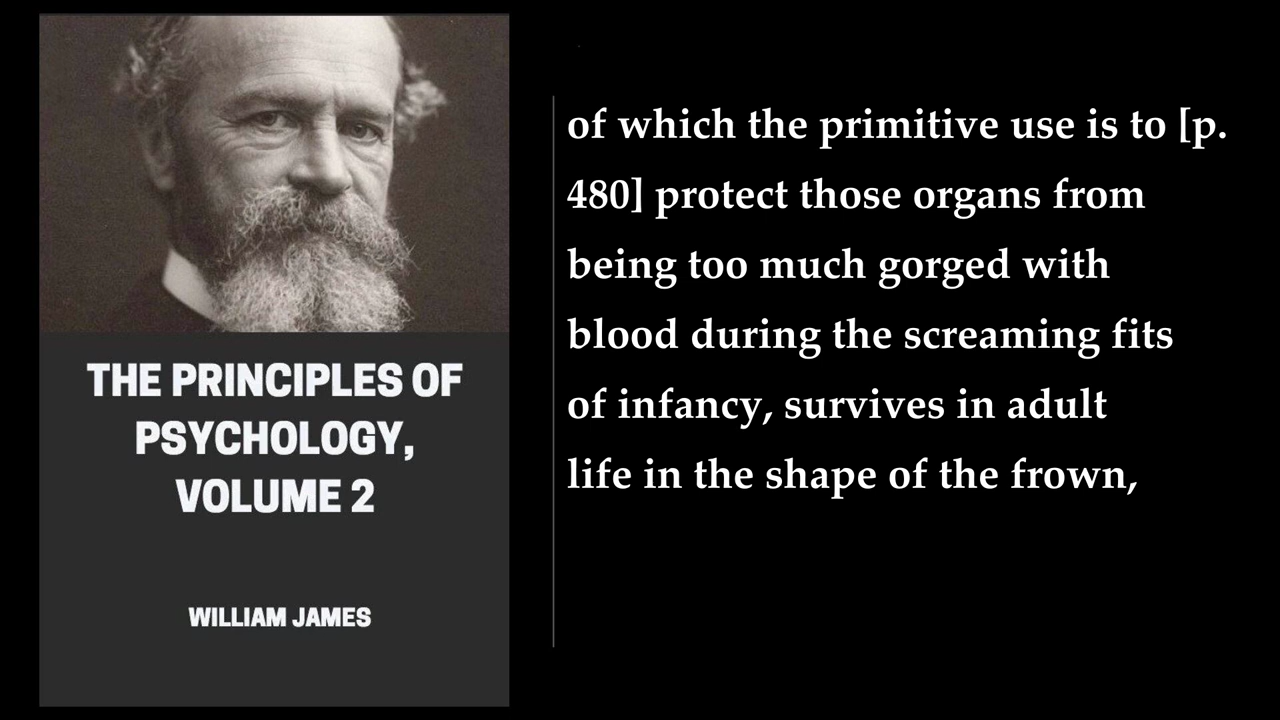 THE PRINCIPLES OF
PSYCHOLOGY,
VOLUME 2
WILLIAM JAMES
of which the primitive use is to [p.
480] protect those organs from
being too much gorged with
blood during the screaming fits
of infancy, survives in adult
life in the shape of the frown,